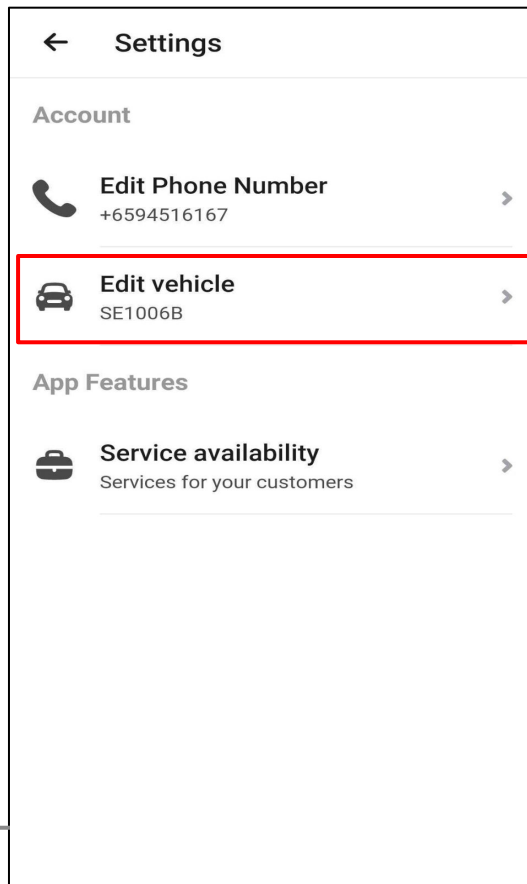 Settings
Account
Edit Phone Number
+6594516167
Edit vehicle
SE1006B
App Features
Service availability
Services for your customers